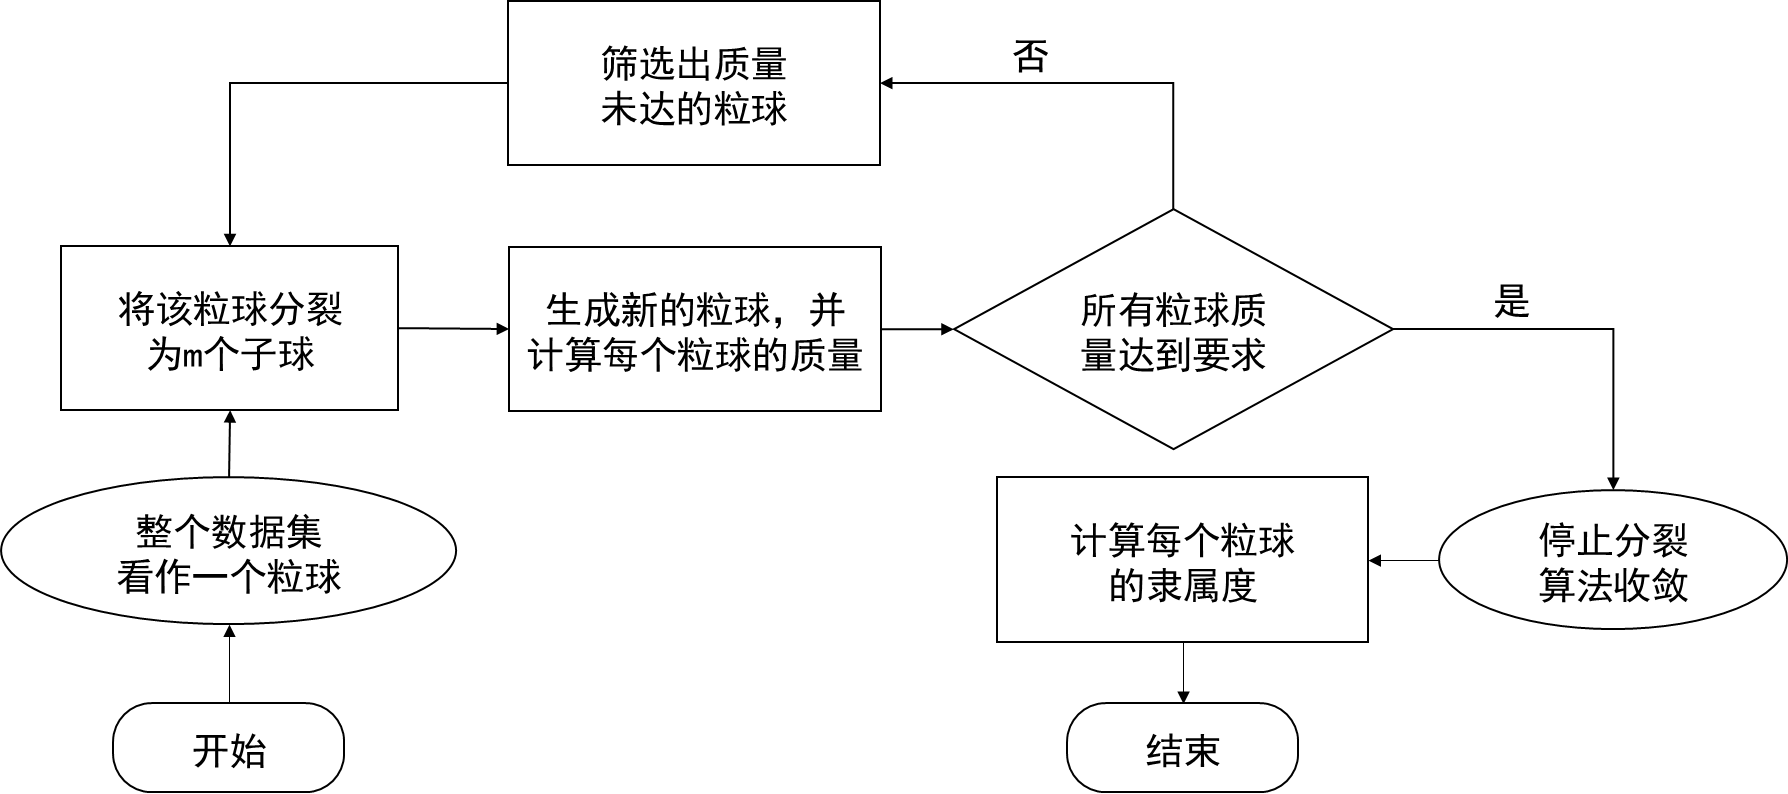 筛选出质量
未达的粒球
否
将该粒球分裂
为m个子球
生成新的粒球，并
计算每个粒球的质量
所有粒球质
量达到要求
是
整个数据集
看作一个粒球
计算每个粒球
的隶属度
停止分裂
算法收敛
开始
结束